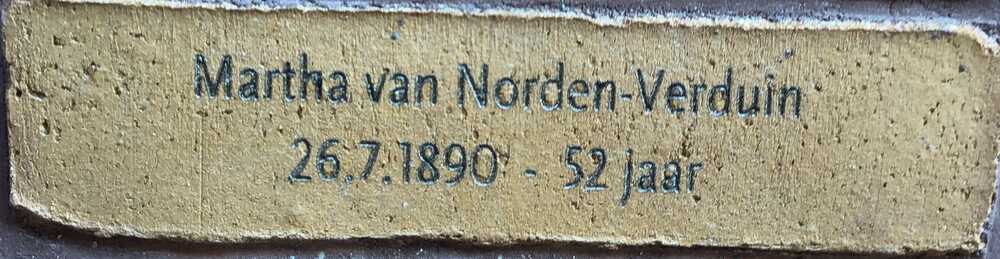 Martha van Norden-Verduin
26.7.1890 - 52 jaar